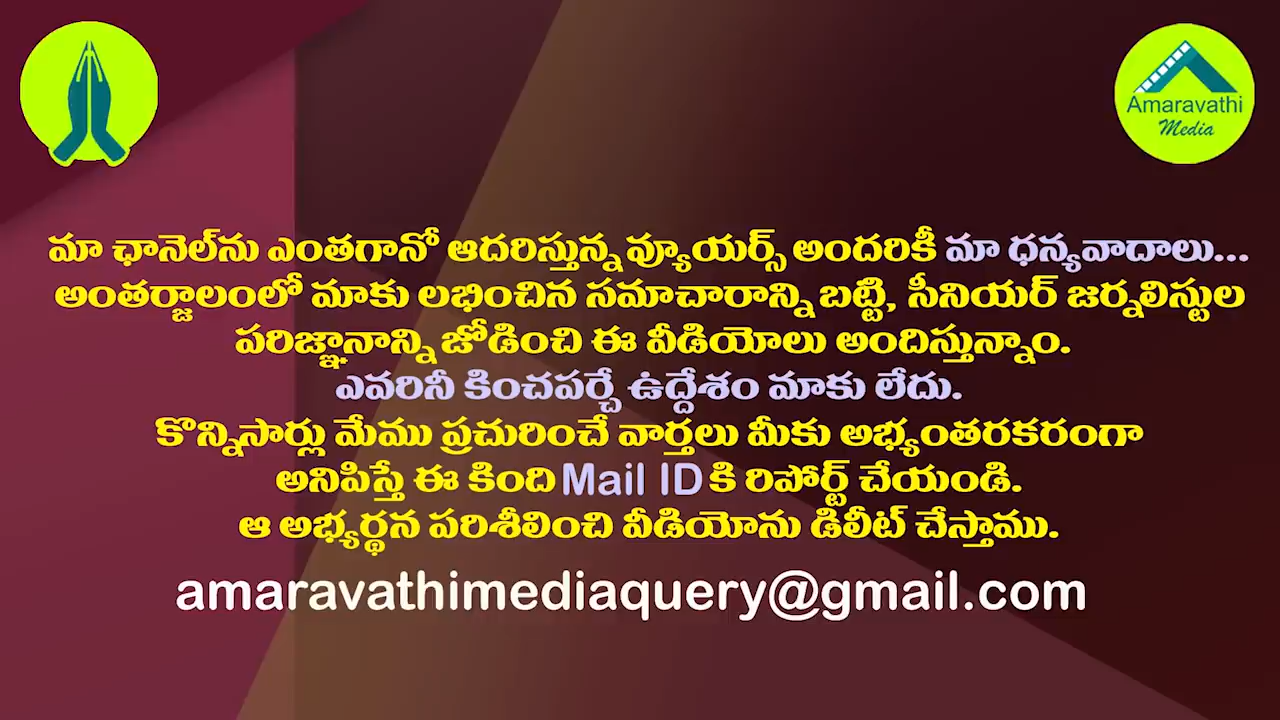 Amaravathi
Media
మా ఛానెల్‌ను ఎంతగానో ఆదరిస్తున్న వ్యూయర్స్ అందరికీ మా ధన్యవాదాలు...
అంతర్జాలంలో మాకు లభించిన సమాచారాన్ని బట్టి, సీనియర్ జర్నలిస్టుల
పరిజ్ఞానాన్ని జోడించి ఈ వీడియోలు అందిస్తున్నాం.
ఎవరినీ కించపర్చే ఉద్దేశం మాకు లేదు.
కొన్నిసార్లు మేము ప్రచురించే వార్తలు మీకు అభ్యంతరకరంగా
అనిపిస్తే ఈ కింది Mail ID కి రిపోర్ట్ చేయండి.
ఆ అభ్యర్థన పరిశీలించి వీడియోను డిలీట్ చేస్తాము.
amaravathimediaquery@gmail.com